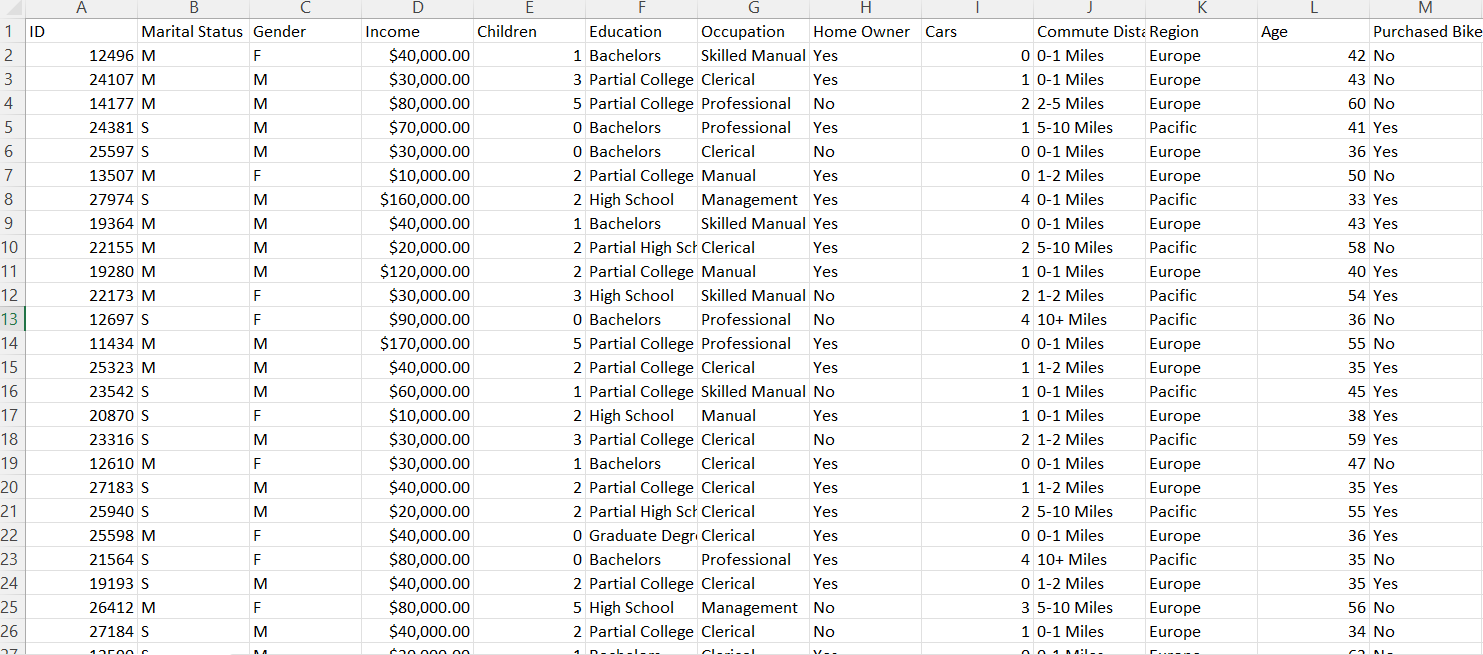 A B C D E F G H I J K L M
1 ID Marital Status Gender Income Children Education Occupation Home Owner Cars Commute Dista Region Age Purchased Bike
2 12496 M F $40,000.00 1 Bachelors Skilled Manual Yes 0 0-1 Miles Europe 42 No
3 24107 M M $30,000.00 3 Partial College Clerical Yes 1 0-1 Miles Europe 43 No
4 14177 M M $80,000.00 5 Partial College Professional No 2 2-5 Miles Europe 60 No
5 24381 S M $70,000.00 0 Bachelors Professional Yes 1 5-10 Miles Pacific 41 Yes
6 25597 S M $30,000.00 0 Bachelors Clerical No 0 0-1 Miles Europe 36 Yes
7 13507 M F $10,000.00 2 Partial College Manual Yes 0 1-2 Miles Europe 50 No
8 27974 S M $160,000.00 2 High School Management Yes 4 0-1 Miles Pacific 33 Yes
9 19364 M M $40,000.00 1 Bachelors Skilled Manual Yes 0 0-1 Miles Europe 43 Yes
10 22155 M M $20,000.00 2 Partial High Sch Clerical Yes 2 5-10 Miles Pacific 58 No
11 19280 M M $120,000.00 2 Partial College Manual Yes 1 0-1 Miles Europe 40 Yes
12 22173 M F $30,000.00 3 High School Skilled Manual No 2 1-2 Miles Pacific 54 Yes
13 12697 S F $90,000.00 0 Bachelors Professional No 4 10+ Miles Pacific 36 No
14 11434 M M $170,000.00 5 Partial College Professional Yes 0 0-1 Miles Europe 55 No
15 25323 M M $40,000.00 2 Partial College Clerical Yes 1 1-2 Miles Europe 35 Yes
16 23542 S M $60,000.00 1 Partial College Skilled Manual No 1 0-1 Miles Pacific 45 Yes
17 20870 S F $10,000.00 2 High School Manual Yes 1 0-1 Miles Europe 38 Yes
18 23316 S M $30,000.00 3 Partial College Clerical No 2 1-2 Miles Pacific 59 Yes
19 12610 M F $30,000.00 1 Bachelors Clerical Yes 0 0-1 Miles Europe 47 No
20 27183 S M $40,000.00 2 Partial College Clerical Yes 1 1-2 Miles Europe 35 Yes
21 25940 S M $20,000.00 2 Partial High Sch Clerical Yes 2 5-10 Miles Pacific 55 Yes
22 25598 M F $40,000.00 0 Graduate Degr Clerical Yes 0 0-1 Miles Europe 36 Yes
23 21564 S F $80,000.00 0 Bachelors Professional Yes 4 10+ Miles Pacific 35 No
24 19193 S M $40,000.00 2 Partial College Clerical Yes 0 1-2 Miles Europe 35 Yes
25 26412 M F $80,000.00 5 High School Management No 3 5-10 Miles Europe 56 No
26 27184 S M $40,000.00 2 Partial College Clerical No 1 0-1 Miles Europe 34 No